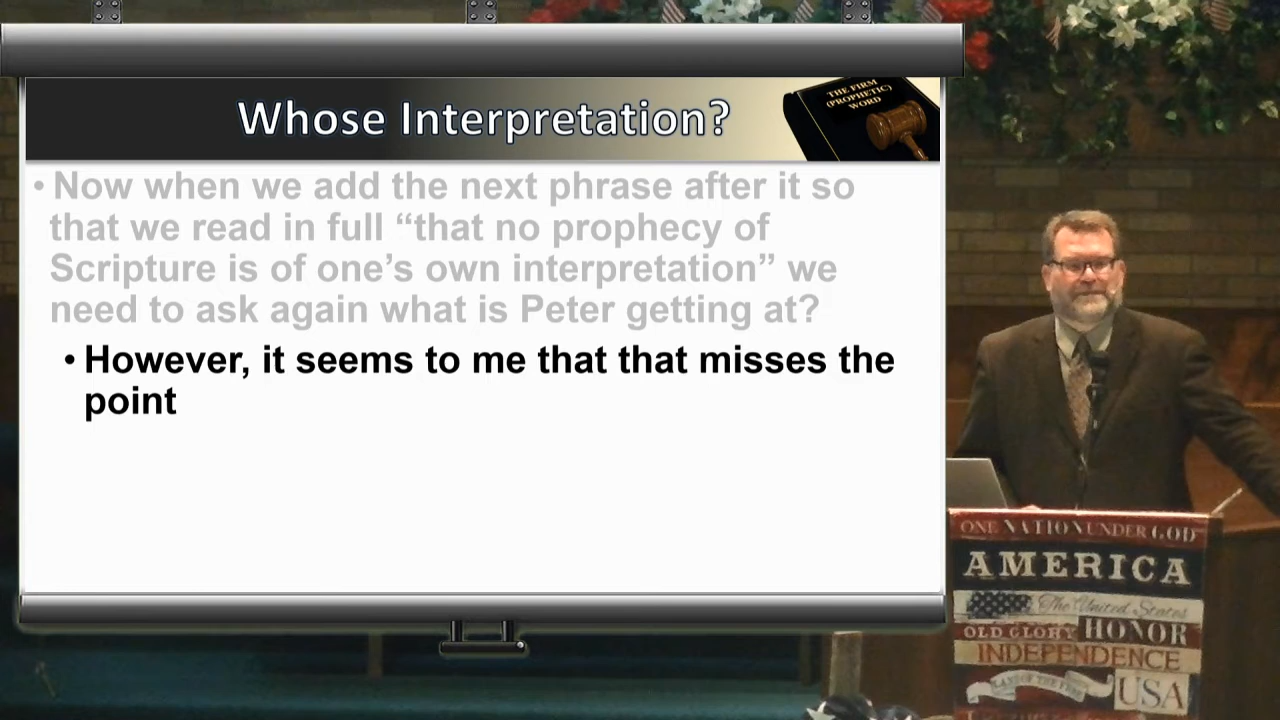 Whose Interpretation?
THE FIRM
(PROPHETIC)
WORD
• Now when we add the next phrase after it so
that we read in full “that no prophecy of
Scripture is of one’s own interpretation” we
need to ask again what is Peter getting at?
• However, it seems to me that that misses the
point
ONE NATION UNDER GOD
AMERICA
The United States
OLD GLORY HONOR
INDEPENDENCE
LAND OF THE
USA